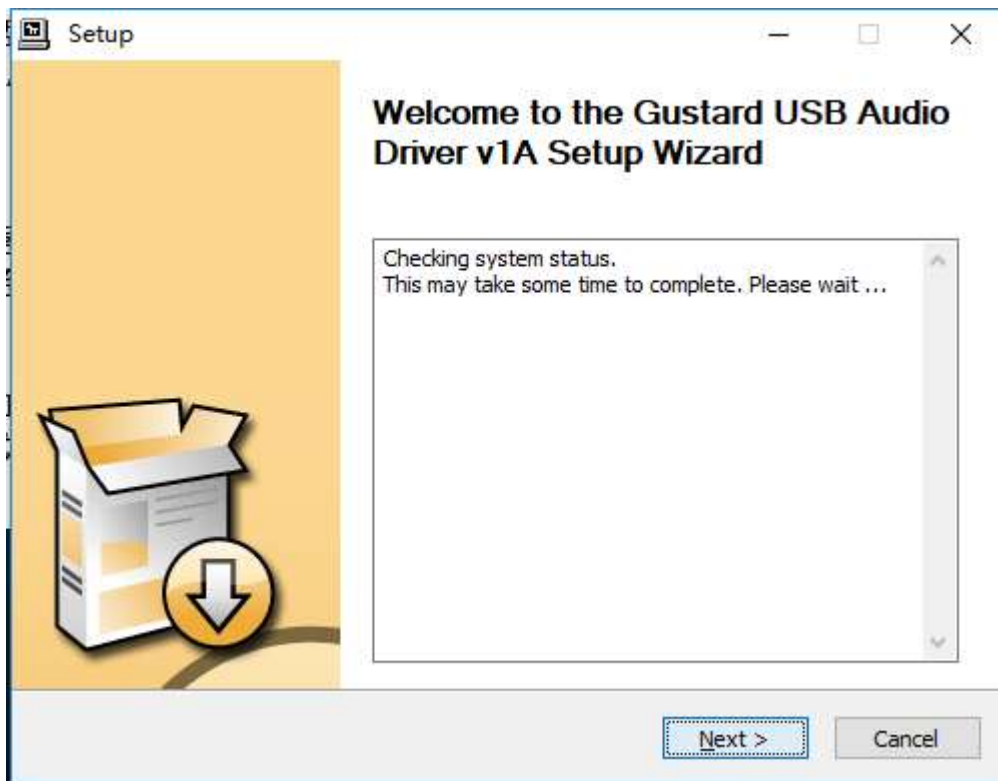 Setup
Welcome to the Gustard USB Audio
Driver v1A Setup Wizard
Checking system status.
This may take some time to complete. Please wait ...
Next >
Cancel